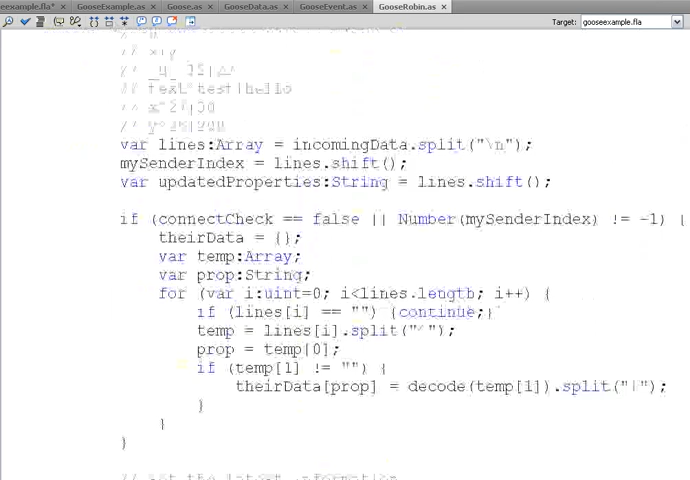 eexample.fla* × GooseExample.as × Goose.as × GooseData.as × GooseEvent.as × GooseRobin.as ×
Target: gooseexample.fla
// x*y
var lines:Array = incomingData.split("\n");
mySenderIndex = lines.shift();
var updatedProperties:String = lines.shift();
if (connectCheck == false || Number(mySenderIndex) != -1) {
theirData = {};
var temp:Array;
var prop:String;
for (var i:uint=0; i<lines.length; i++) {
if (lines[i] == "") {continue;}
temp = lines[i].split("^");
prop = temp[0];
if (temp[1] != "") {
theirData[prop] = decode(temp[1]).split("|");
}
}
}